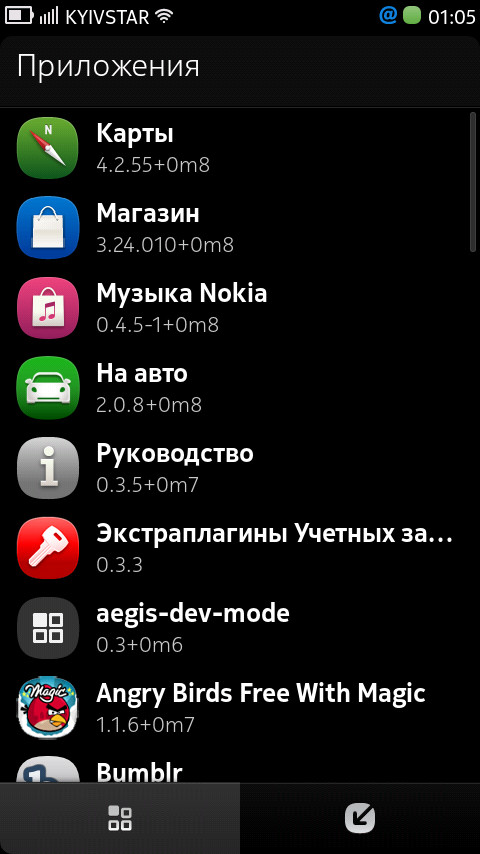 KYIVSTAR @ 01:05
Приложения
N
Карты
4.2.55+0m8
Магазин
3.24.010+0m8
Музыка Nokia
0.4.5-1+0m8
На авто
2.0.8+0m8
Руководство
0.3.5+0m7
Экстраплагины Учетных за...
0.3.3
aegis-dev-mode
0.3+0m6
Magic
Angry Birds Free With Magic
1.1.6+0m7
Bumblr